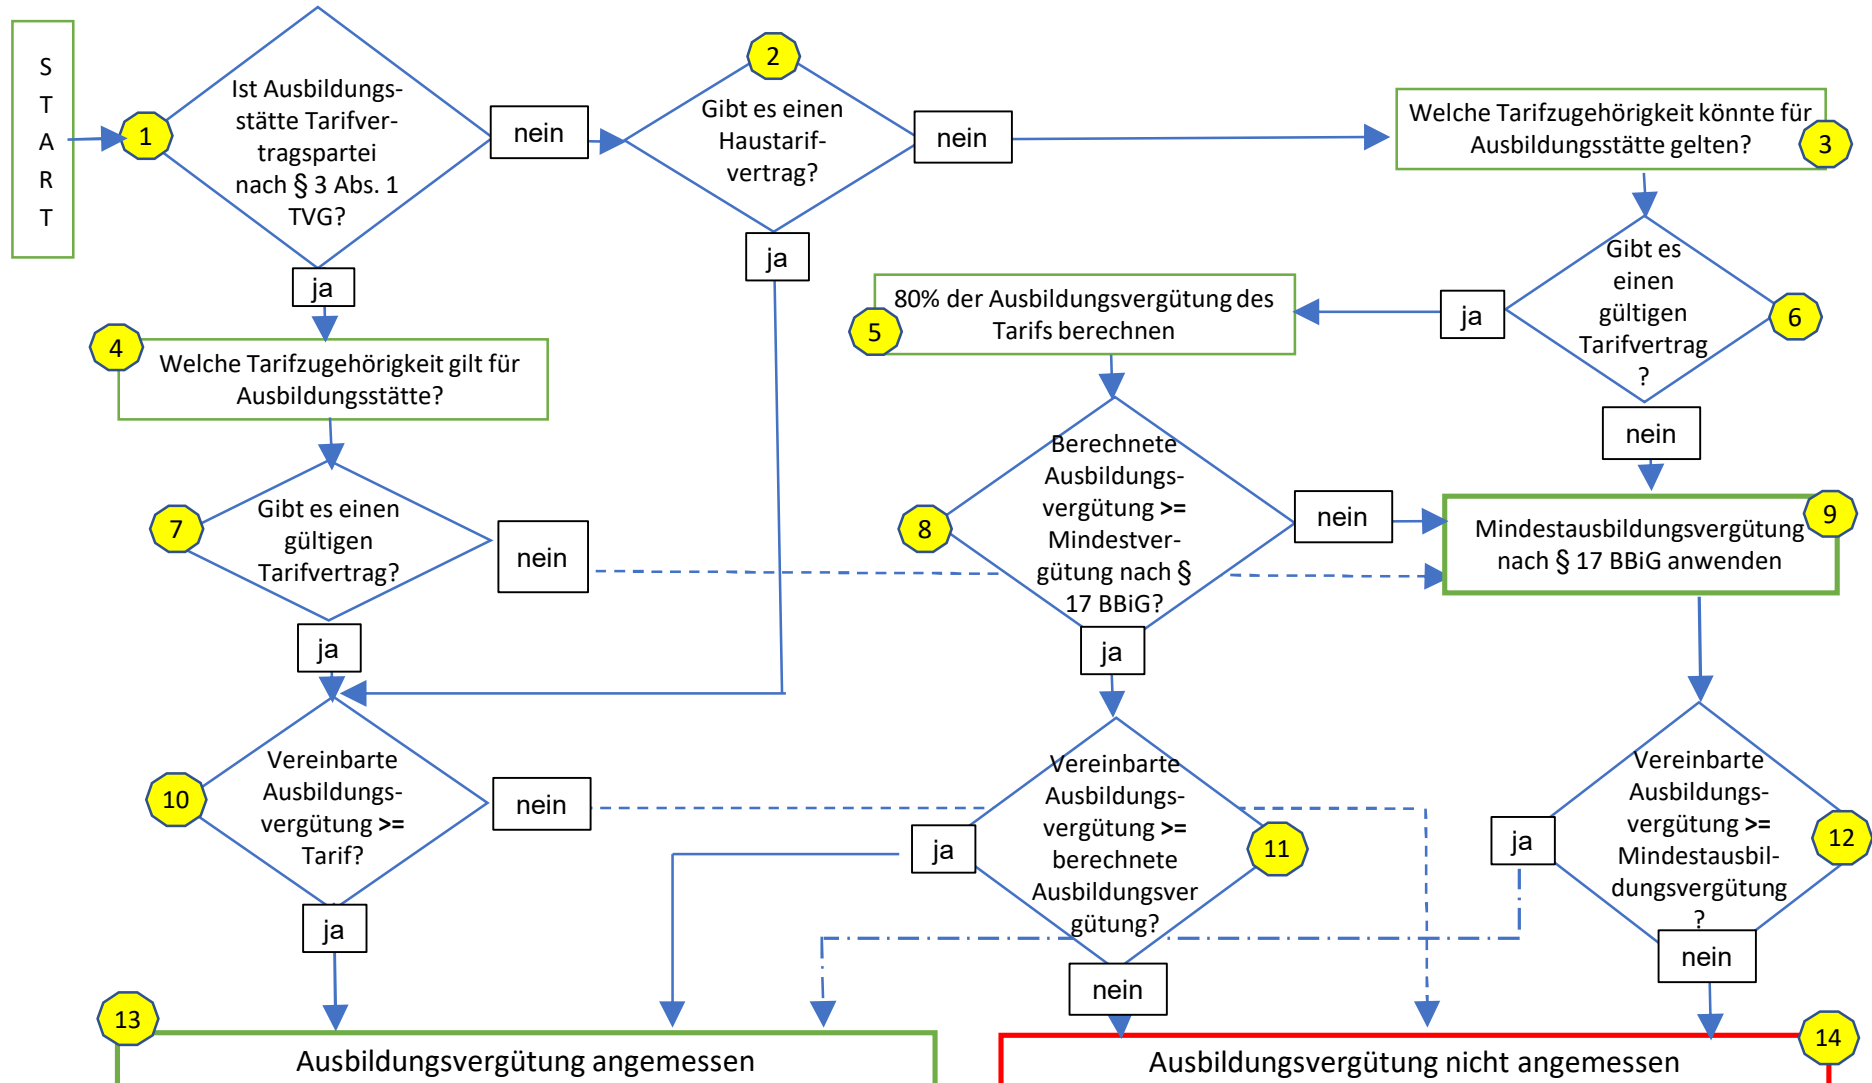 S
T
A
R
T
1
Ist Ausbildungs-
stätte Tarifver-
tragspartei
nach § 3 Abs. 1
TVG?
nein
ja
2
Gibt es einen
Haustarif-
vertrag?
nein
ja
Welche Tarifzugehörigkeit könnte für
Ausbildungsstätte gelten?
3
4
Welche Tarifzugehörigkeit gilt für
Ausbildungsstätte?
80% der Ausbildungsvergütung des
Tarifs berechnen
5
ja
Gibt es
einen
gültigen
Tarifvertrag
?
6
nein
7
Gibt es einen
gültigen
Tarifvertrag?
nein
ja
8
Berechnete
Ausbildungs-
vergütung >=
Mindestver-
gütung nach §
17 BBiG?
nein
ja
Mindestausbildungsvergütung
nach § 17 BBiG anwenden
9
10
Vereinbarte
Ausbildungs-
vergütung >=
Tarif?
nein
ja
ja
Vereinbarte
Ausbildungs-
vergütung >=
berechnete
Ausbildungsver
gütung?
11
nein
ja
Vereinbarte
Ausbildungs-
vergütung >=
Mindestausbil-
dungsvergütung
?
12
nein
13
Ausbildungsvergütung angemessen
Ausbildungsvergütung nicht angemessen
14